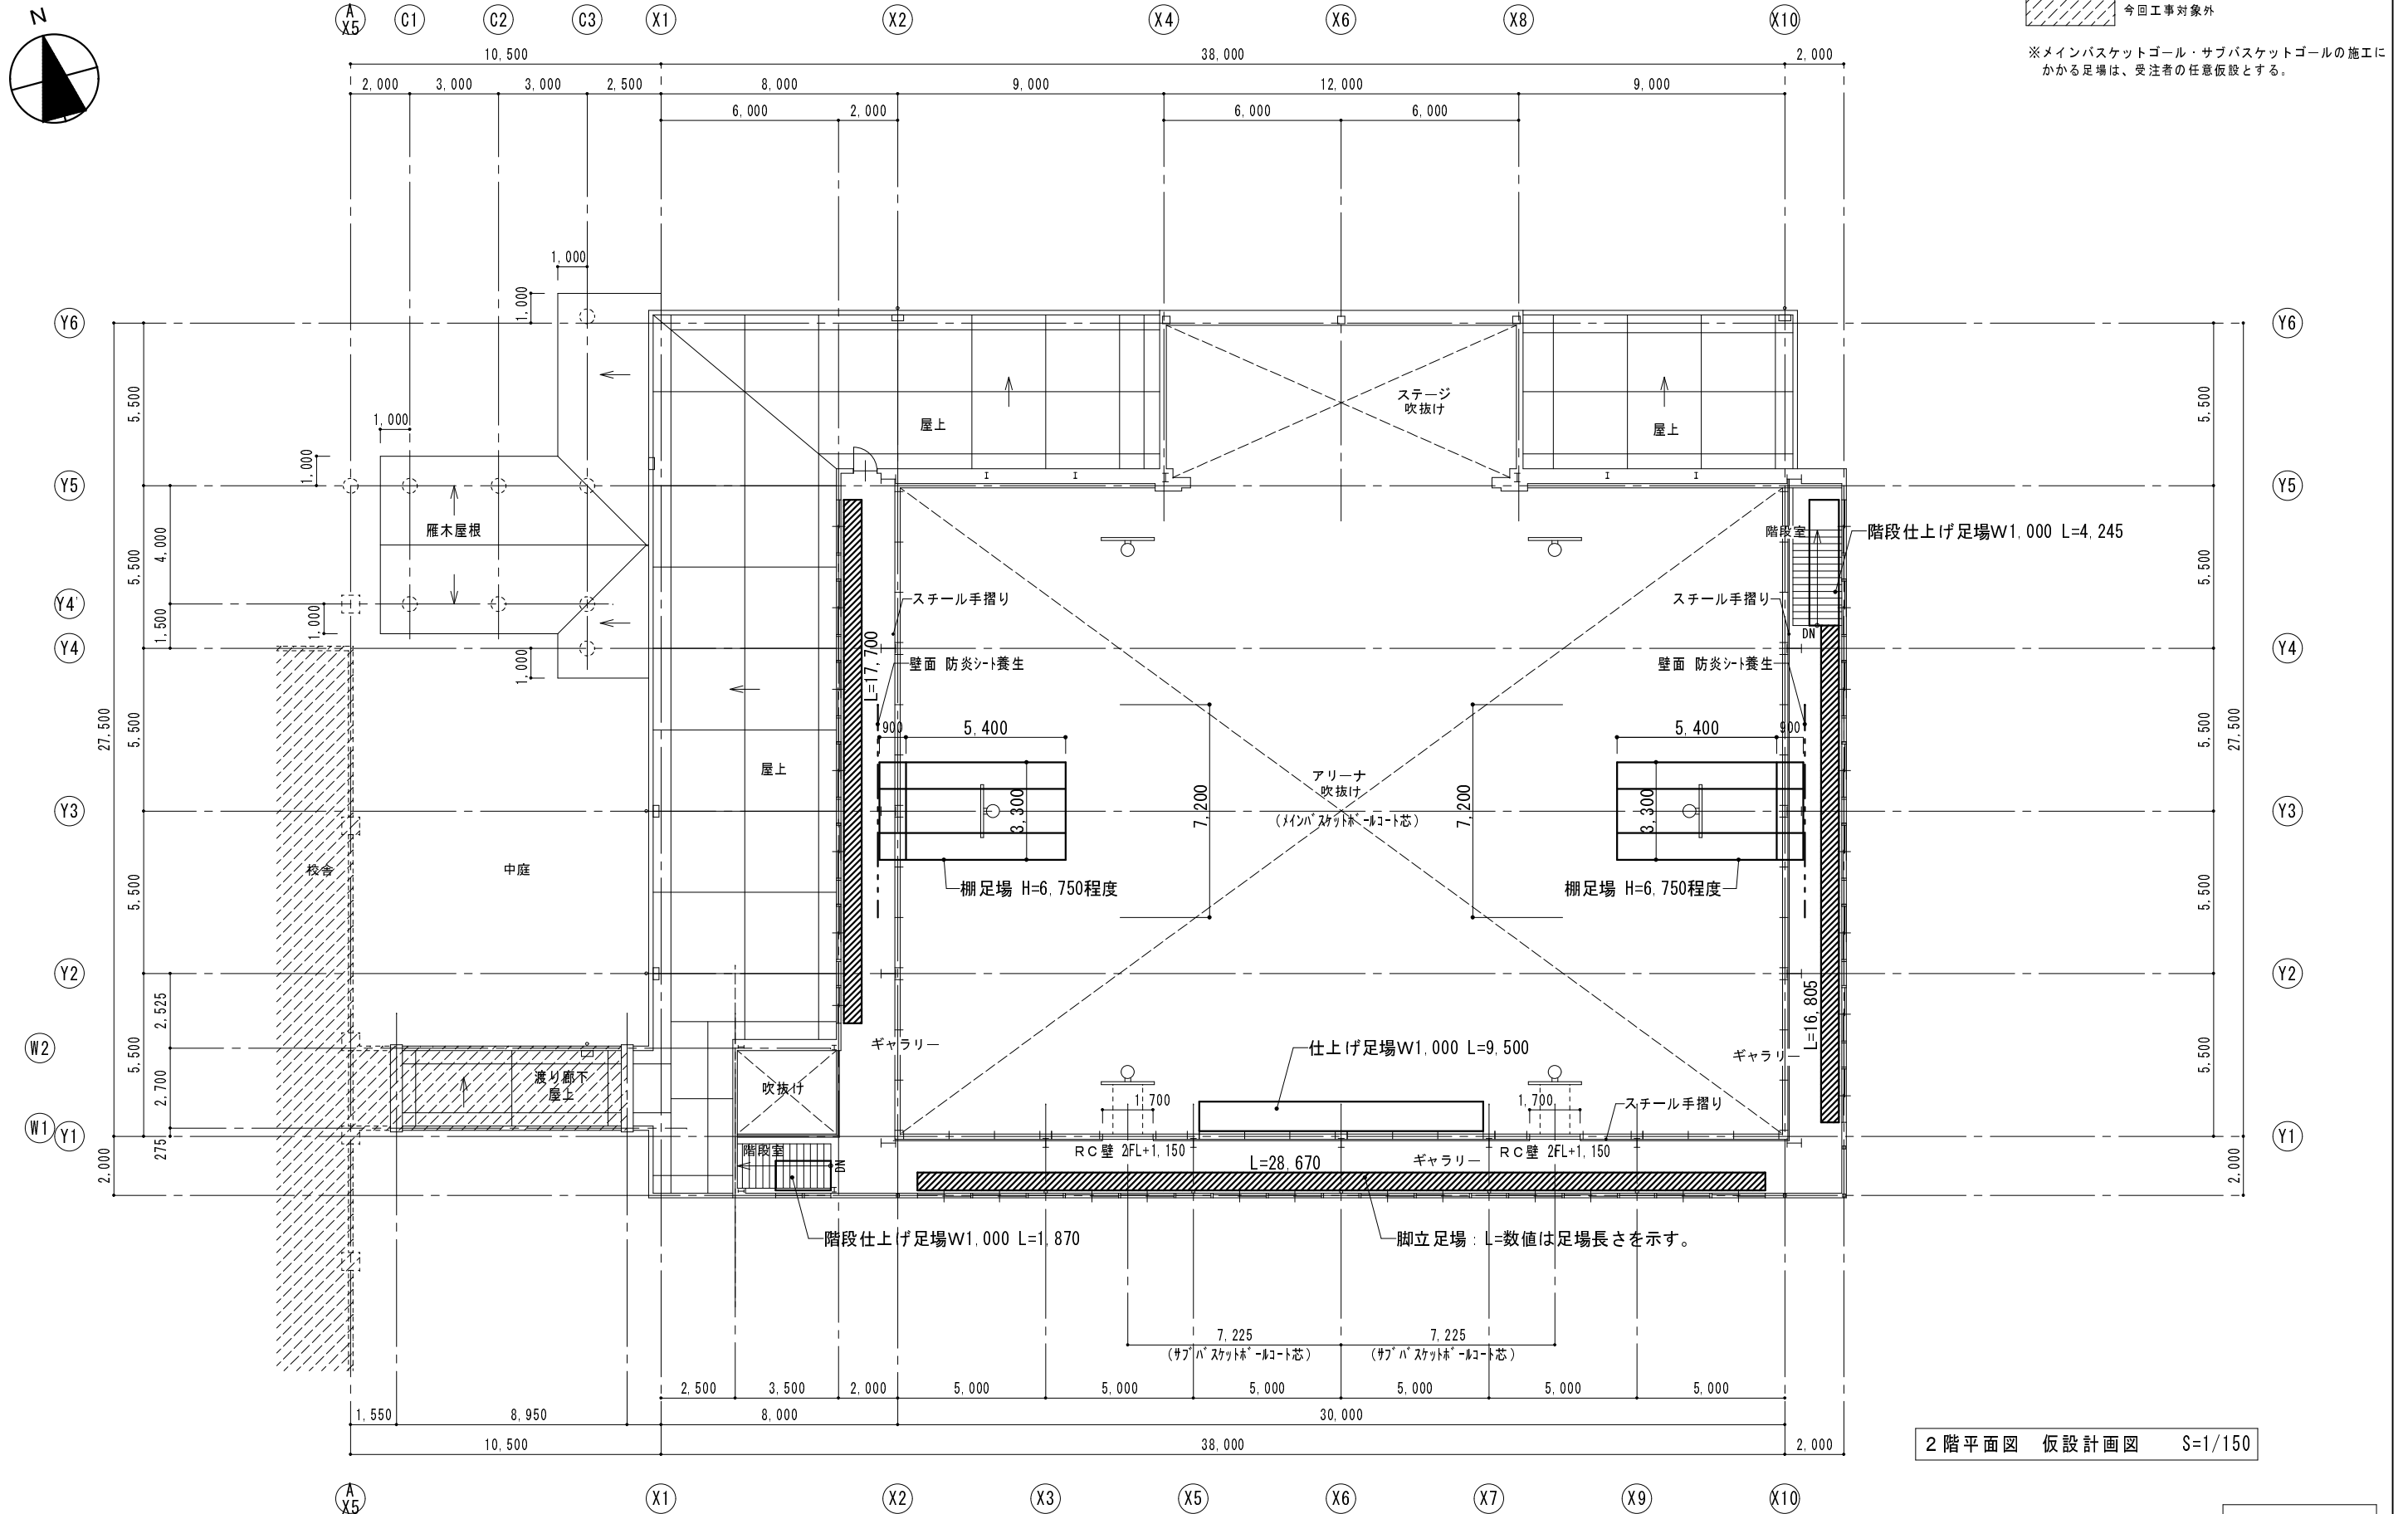 N
A
X5
C1
C2
C3
X1
X2
X4
X6
X8
X10
今回工事対象外
※メインバスケットゴール・サブバスケットゴールの施工に
かかる足場は、受注者の任意仮設とする。
10,500
38,000
2,000
2,000
3,000
3,000
2,500
8,000
9,000
12,000
9,000
6,000
2,000
6,000
6,000
1,000
1,000
Y6
Y6
5,500
5,500
ステージ
吹抜け
屋上
屋上
1,000
1,000
Y5
Y5
雁木屋根
4,000
5,500
5,500
階段室
階段仕上げ足場W1,000 L=4,245
スチール手摺り
スチール手摺り
Y4'
1,000
1,500
DN
Y4
Y4
L=17,700
壁面 防炎シート養生
壁面 防炎シート養生
1,000
27,500
5,500
5,500
27,500
900
5,400
5,400
900
屋上
アリーナ
吹抜け
(メインバスケットボールコート芯)
3,300
7,200
7,200
3,300
Y3
Y3
校舎
中庭
棚足場 H=6,750程度
棚足場 H=6,750程度
5,500
5,500
Y2
Y2
2,525
L=16,805
W2
5,500
5,500
ギャラリー
仕上げ足場W1,000 L=9,500
ギャラリー
渡り廊下
屋上
吹抜け
2,700
1,700
1,700
スチール手摺り
W1
Y1
Y1
275
2,000
2,000
階段室
DN
RC壁 2FL+1,150
L=28,670
ギャラリー
RC壁 2FL+1,150
階段仕上げ足場W1,000 L=1,870
脚立足場：L=数値は足場長さを示す。
7,225
7,225
(サブバスケットボールコート芯)
(サブバスケットボールコート芯)
2,500
3,500
2,000
5,000
5,000
5,000
5,000
5,000
5,000
1,550
8,950
8,000
30,000
10,500
38,000
2,000
2階平面図 仮設計画図 S=1/150
A
X5
X1
X2
X3
X5
X6
X7
X9
X10